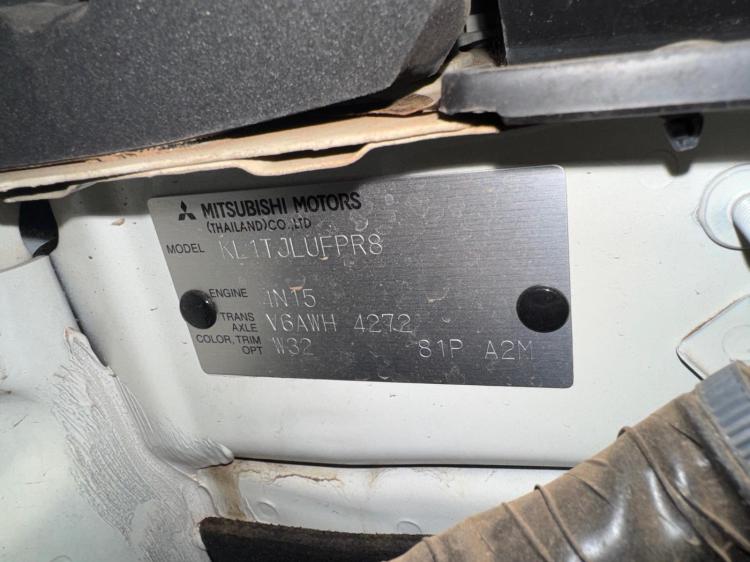 MITSUBISHI MOTORS
(THAILAND)CO.,LTD
MODEL KL1TJLUFPR8
ENGINE 4N15
TRANS AXLE V6AWH 4272
COLOR,TRIM OPT W32 81P A2M